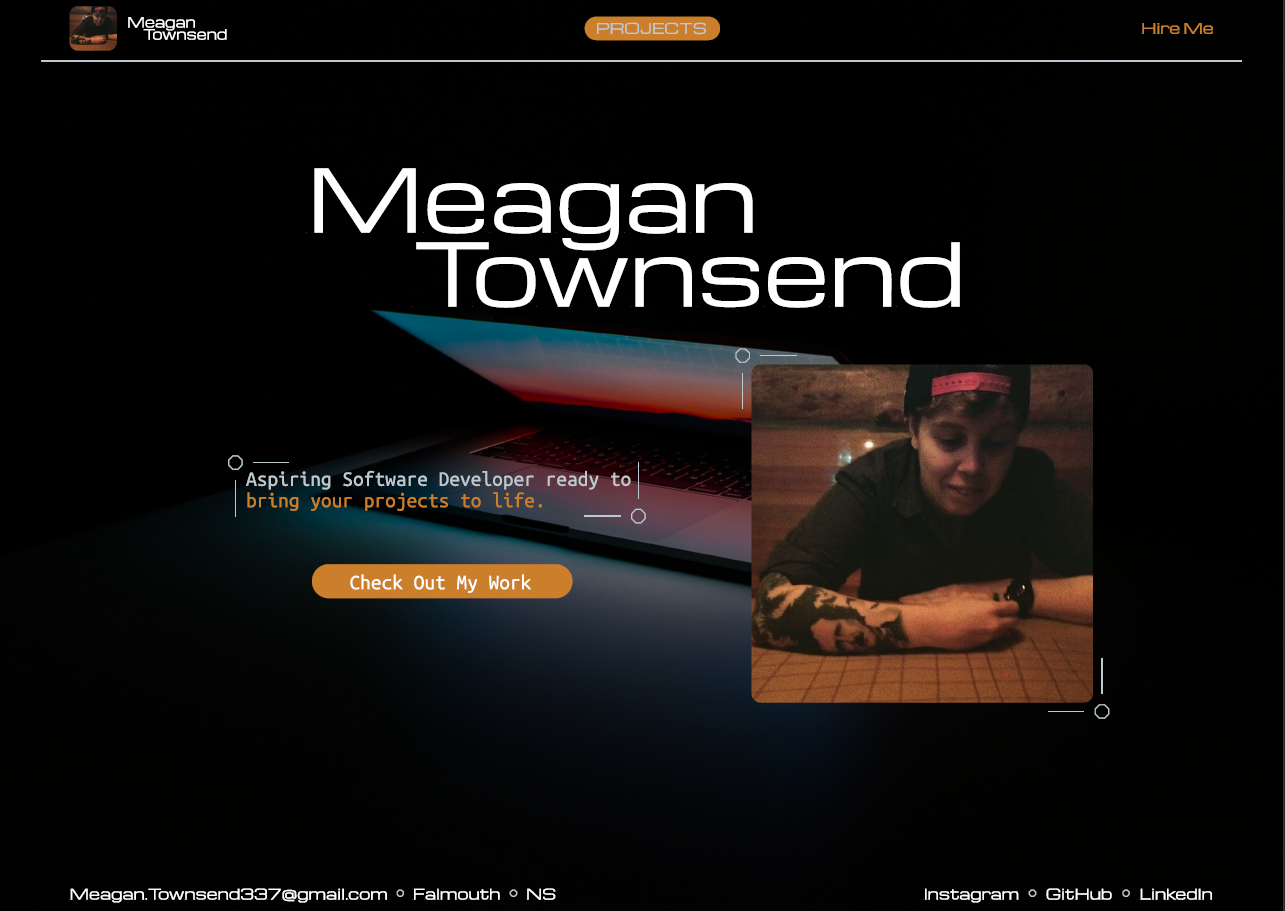 Meagan
Townsend
PROJECTS
Hire Me
Meagan
Townsend
Aspiring Software Developer ready to
bring your projects to life.
Check Out My Work
Meagan.Townsend337@gmail.com
Falmouth
NS
Instagram
GitHub
LinkedIn